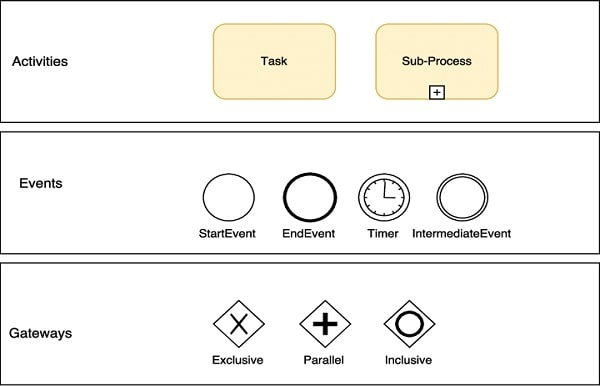 Activities
Task
Sub-Process
Events
StartEvent
EndEvent
Timer
IntermediateEvent
Gateways
Exclusive
Parallel
Inclusive